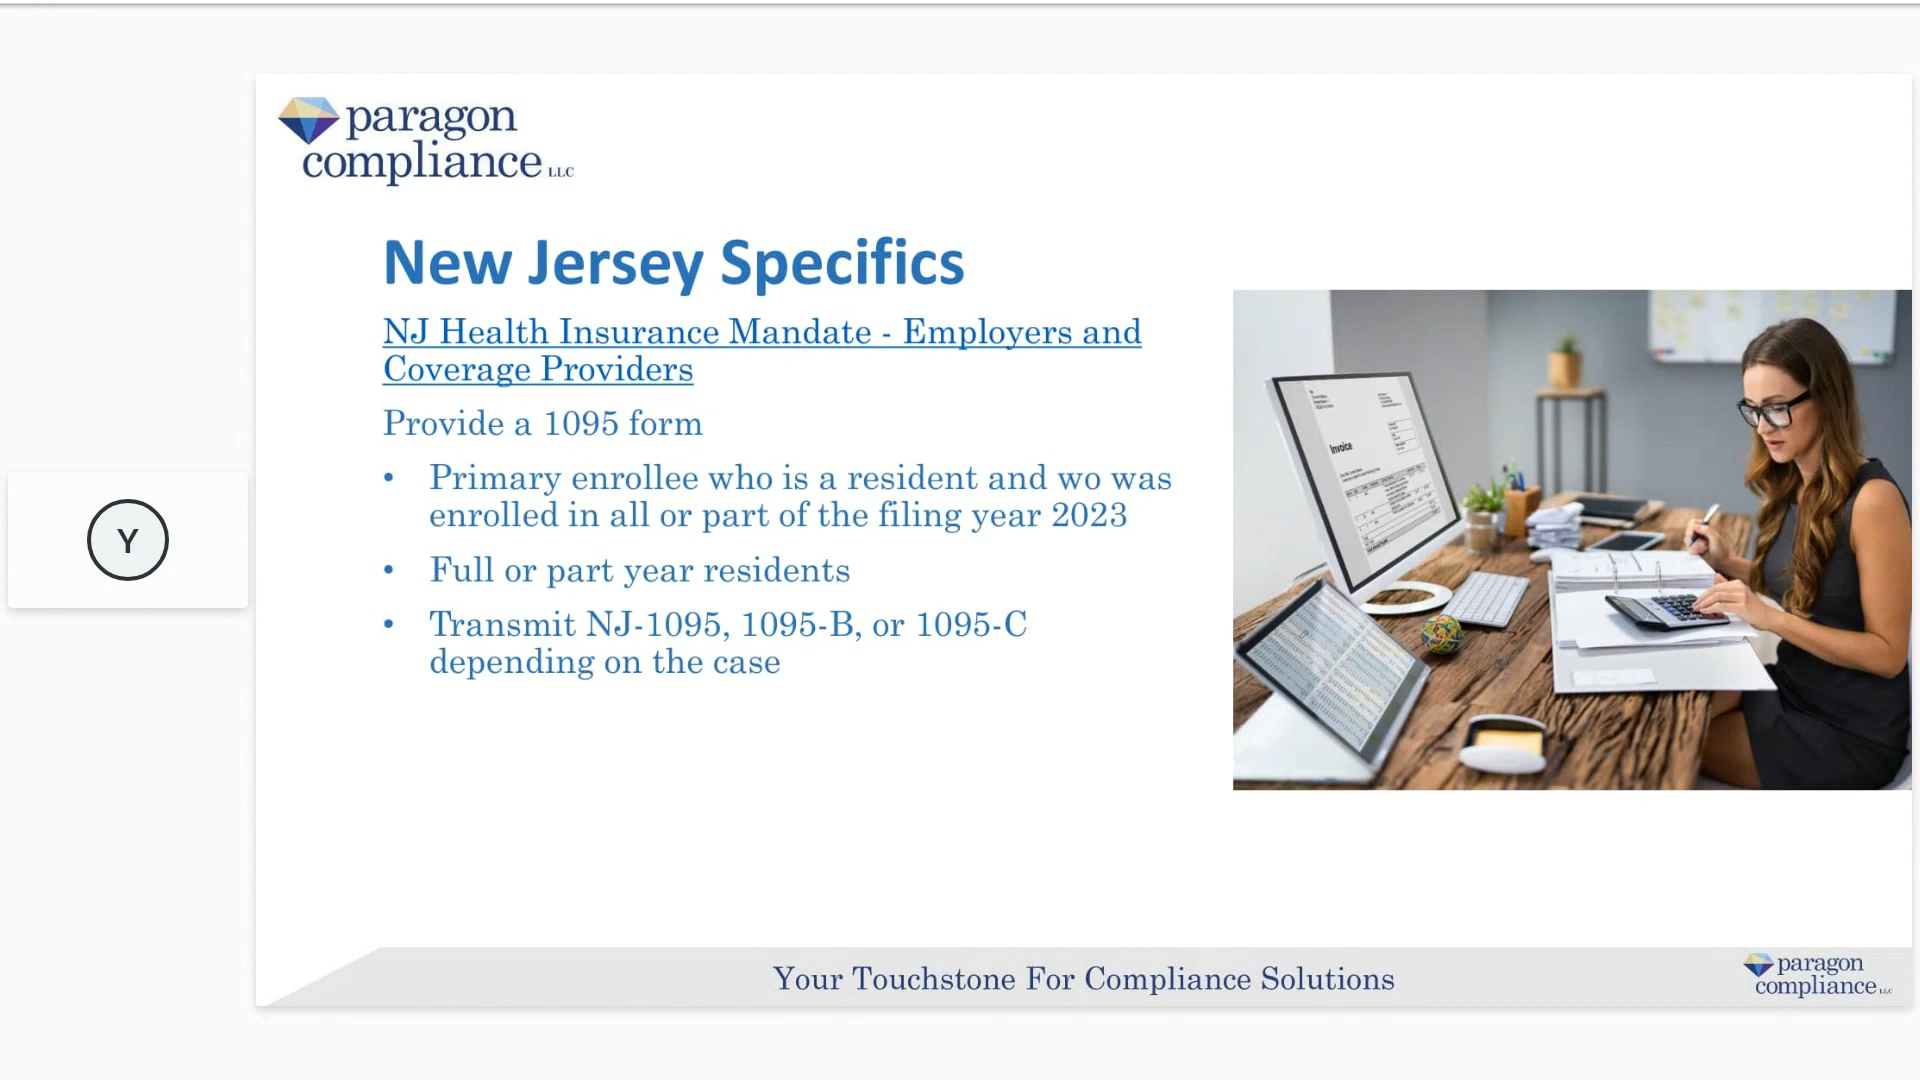 paragon
compliance LLC
New Jersey Specifics
NJ Health Insurance Mandate - Employers and
Coverage Providers
Provide a 1095 form
• Primary enrollee who is a resident and wo was
enrolled in all or part of the filing year 2023
• Full or part year residents
• Transmit NJ-1095, 1095-B, or 1095-C
depending on the case
Y
Invoice
Your Touchstone For Compliance Solutions
paragon
compliance LLC